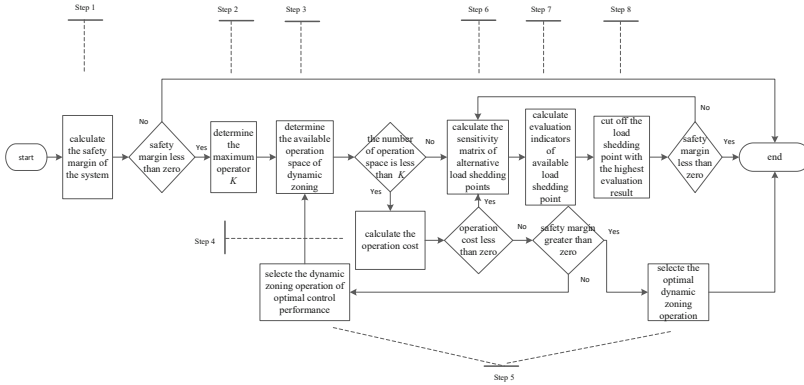 Step 1
Step 2
Step 3
Step 6
Step 7
Step 8
start
calculate
the safety
margin of
the system
No
safety
margin less
than zero
Yes
determine
the
maximum
operator
K
determine
the available
operation
space of
dynamic
zoning
the number
of operation
space is less
than K
No
Yes
calculate the
sensitivity
matrix of
alternative
load shedding
points
calculate
evaluation
indicators
of
available
load shedding
point
cut off the
load
shedding
point with
the highest
evaluation
result
No
safety
margin less
than zero
Yes
end
Step 4
calculate the
operation cost
Yes
operation
cost less
than zero
No
safety margin
greater than
zero
Yes
No
selecte the dynamic
zoning operation of
optimal control
performance
selecte the
optimal
dynamic
zoning
operation
Step 5